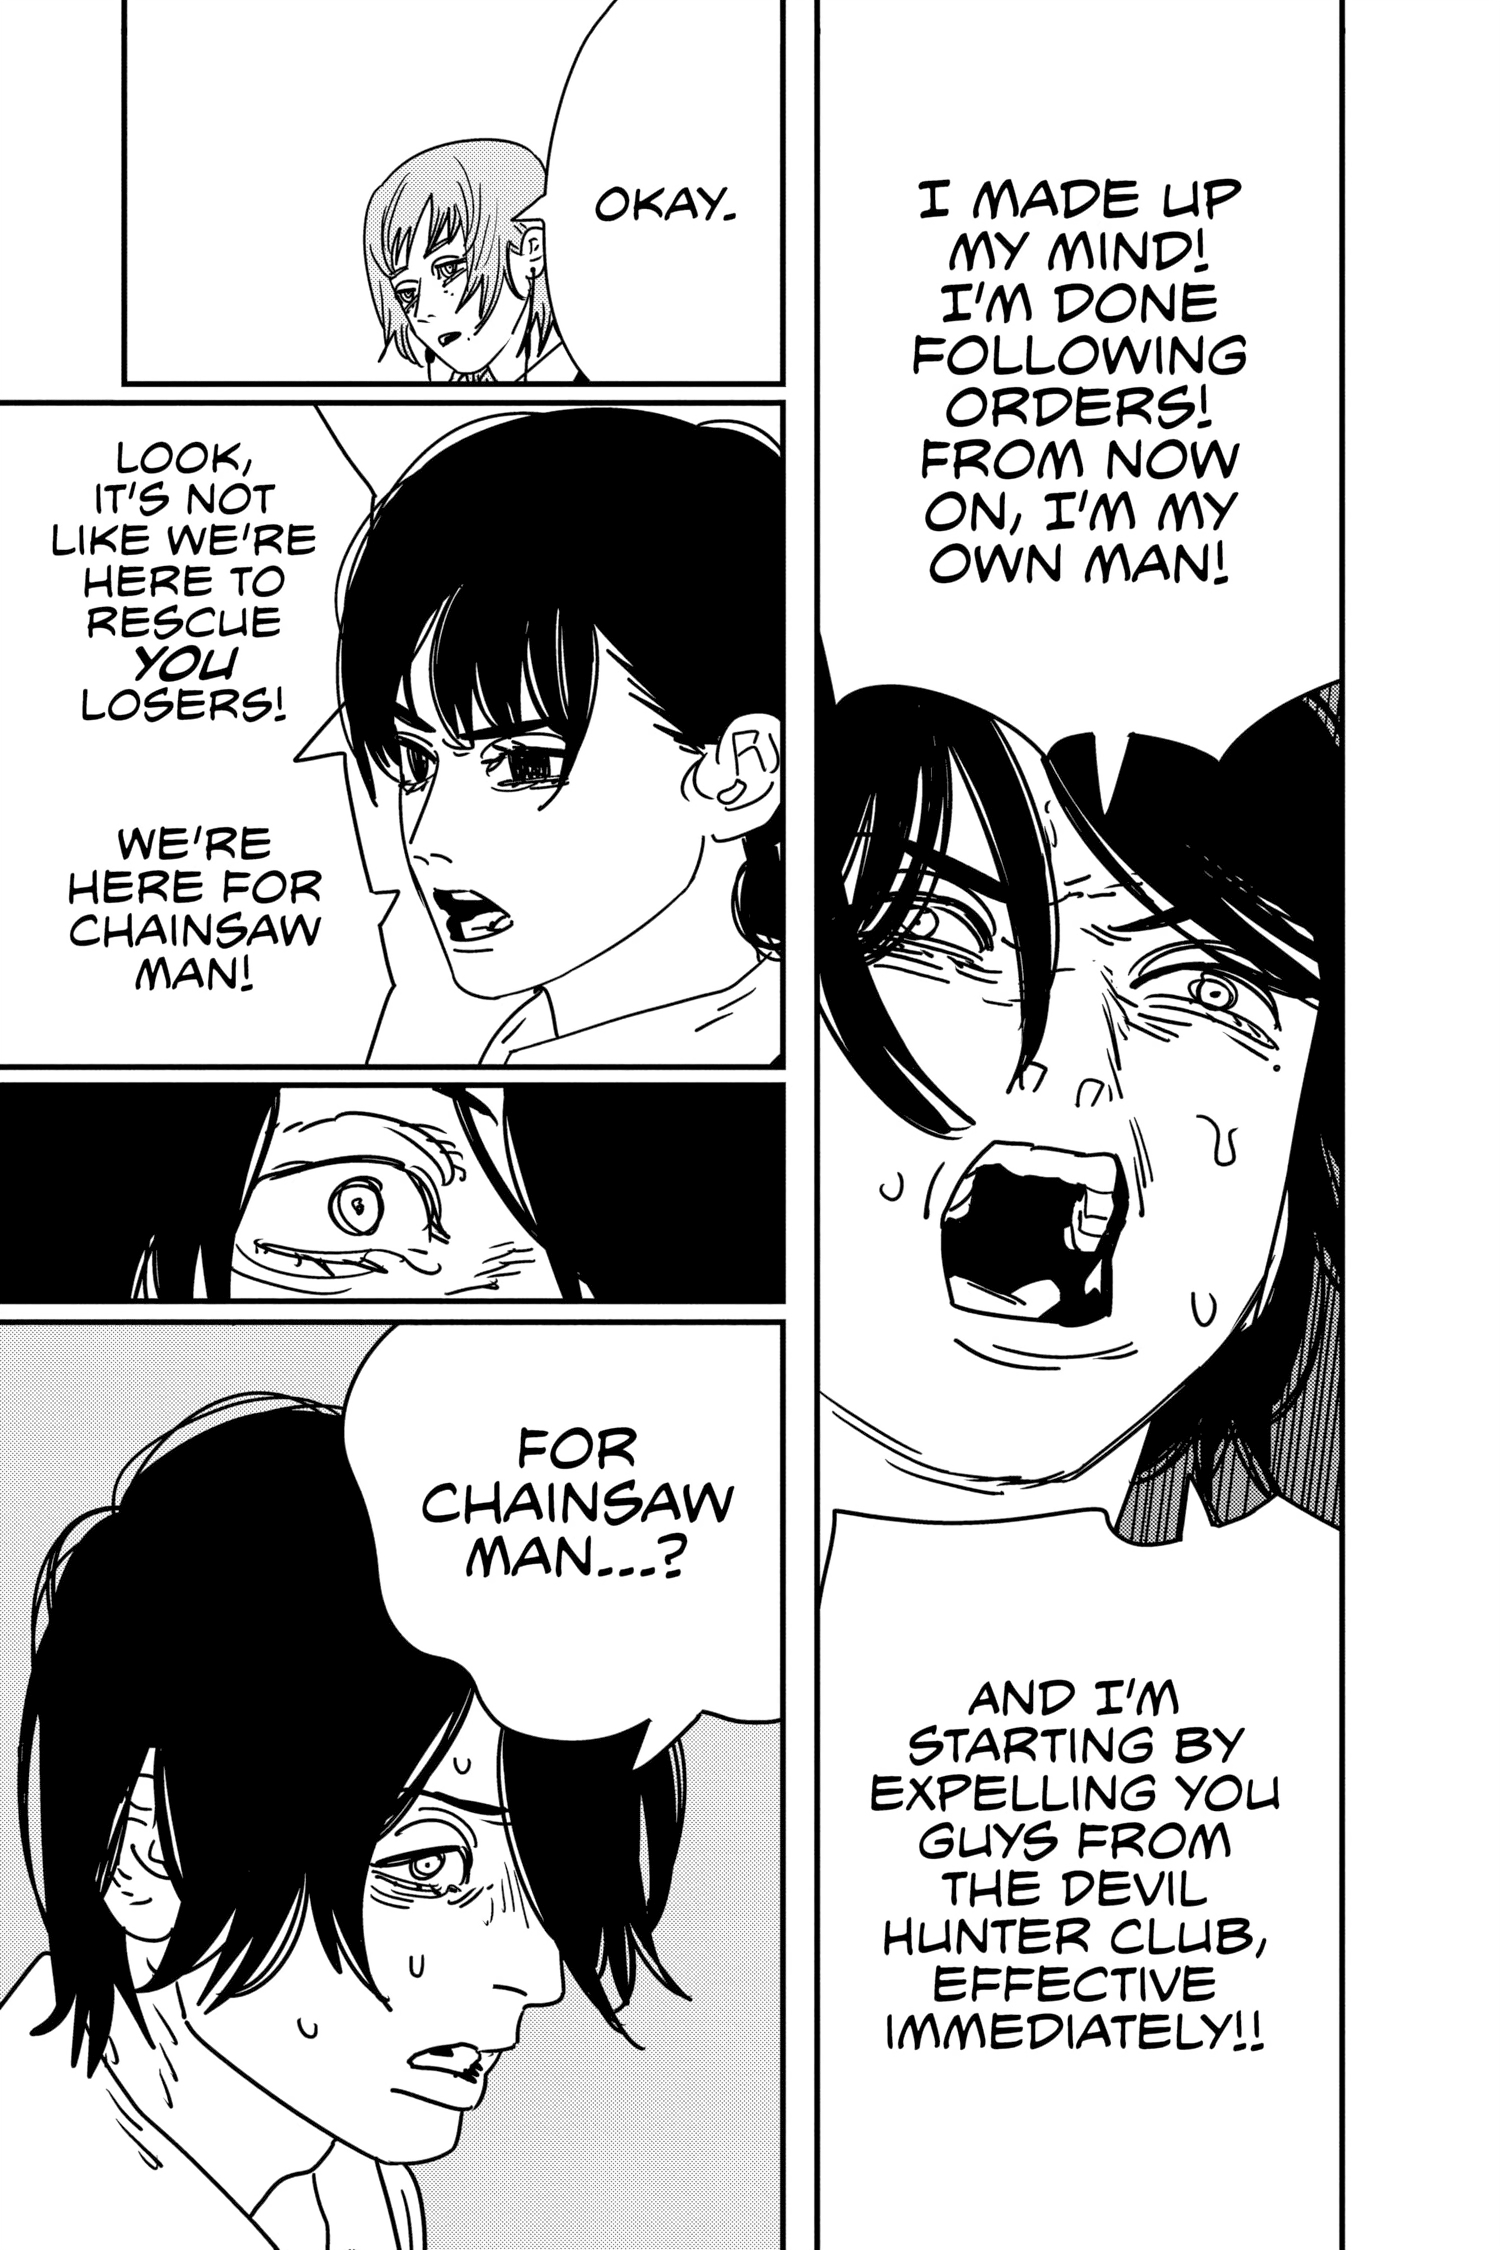 I MADE UP
MY MIND!
I'M DONE
FOLLOWING
ORDERS!
FROM NOW
ON, I'M MY
OWN MAN!
AND I'M
STARTING BY
EXPELLING YOU
GUYS FROM
THE DEVIL
HUNTER CLUB,
EFFECTIVE
IMMEDIATELY!!
OKAY.
LOOK,
IT'S NOT
LIKE WE'RE
HERE TO
RESCUE
YOU
LOSERS!
WE'RE
HERE FOR
CHAINSAW
MAN!
FOR
CHAINSAW
MAN...?